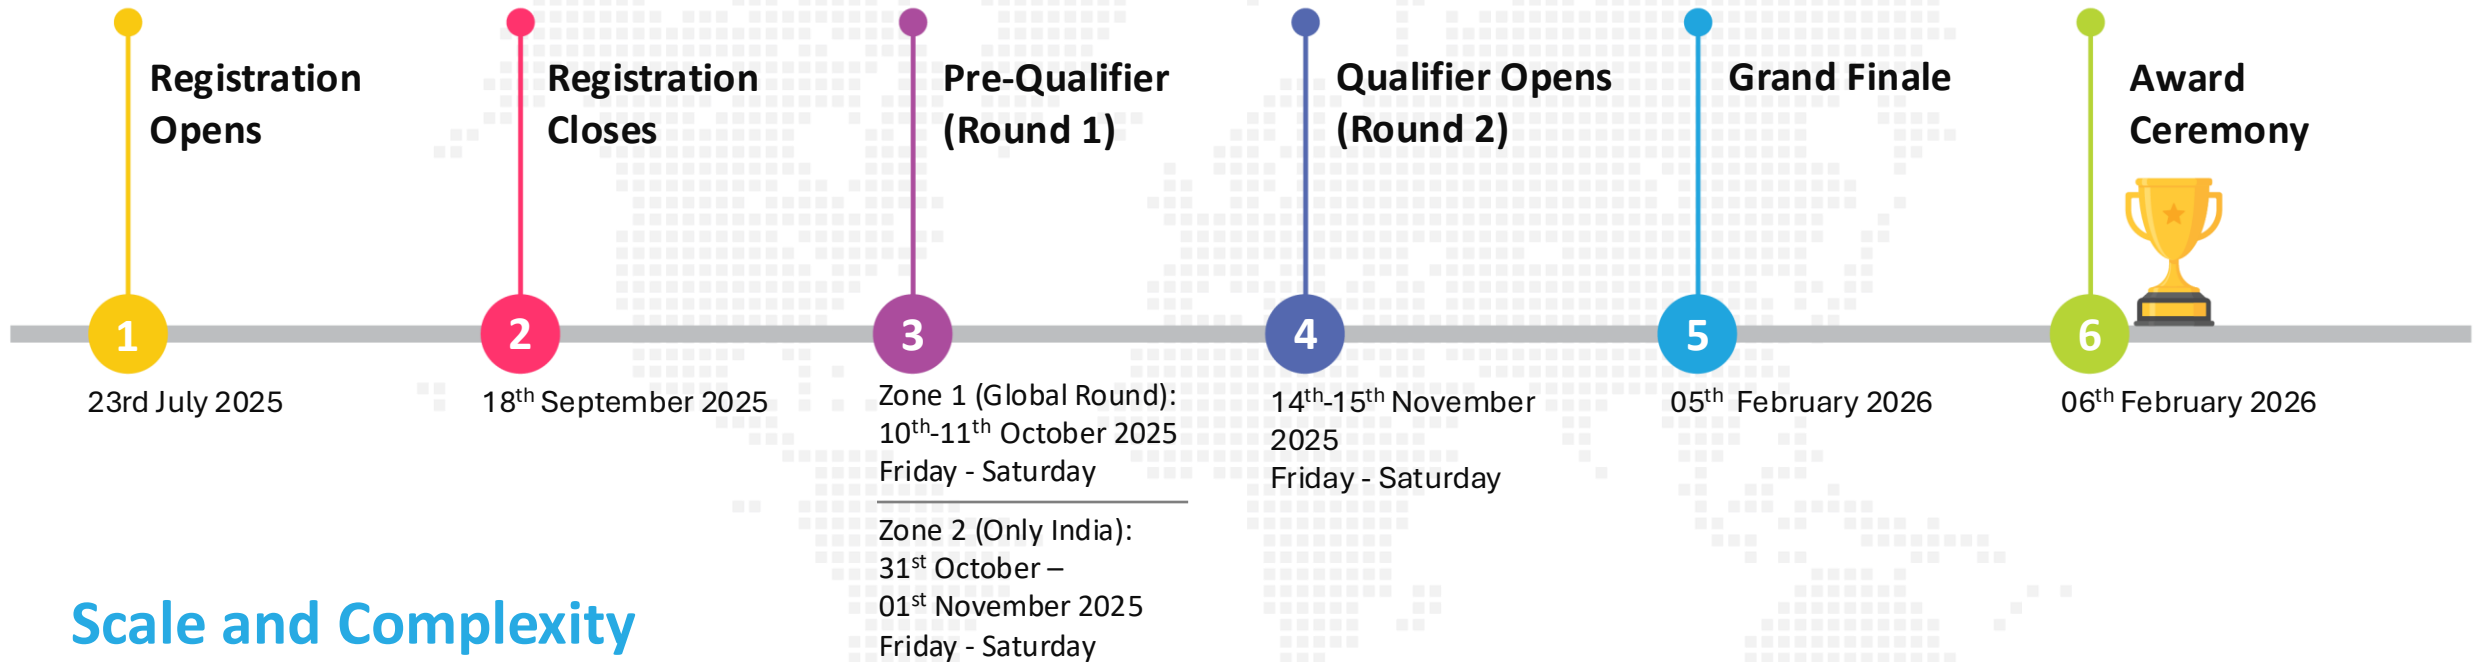 Registration
Opens
1
23rd July 2025
Registration
Closes
2
18th September 2025
Pre-Qualifier
(Round 1)
3
Zone 1 (Global Round):
10th-11th October 2025
Friday - Saturday
Zone 2 (Only India):
31st October –
01st November 2025
Friday - Saturday
Qualifier Opens
(Round 2)
4
14th-15th November
2025
Friday - Saturday
Grand Finale
5
05th February 2026
Award
Ceremony
6
06th February 2026
Scale and Complexity